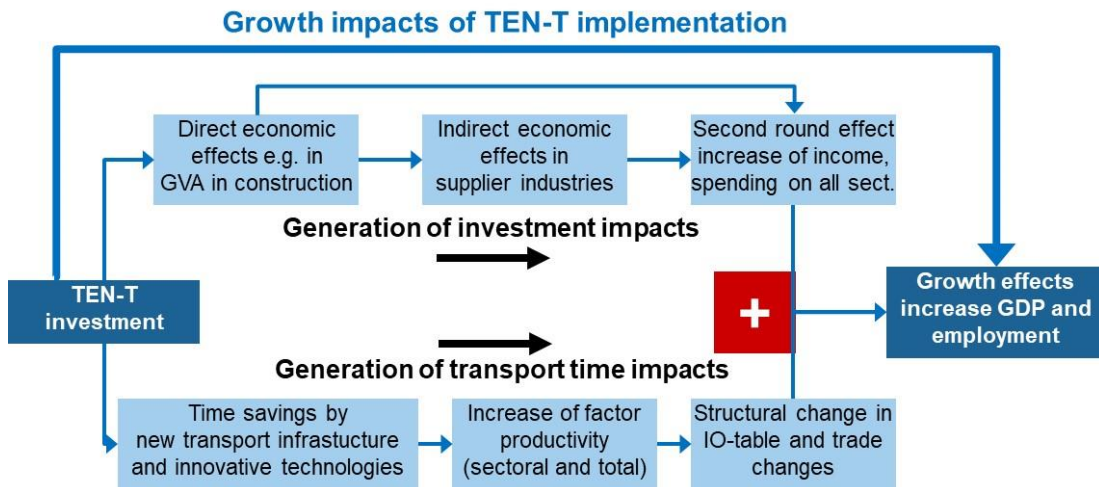 Growth impacts of TEN-T implementation
Direct economic
effects e.g. in
GVA in construction
Indirect economic
effects in
supplier industries
Second round effect
increase of income,
spending on all sect.
Generation of investment impacts
TEN-T
investment
+
Growth effects
increase GDP and
employment
Generation of transport time impacts
Time savings by
new transport infrastucture
and innovative technologies
Increase of factor
productivity
(sectoral and total)
Structural change in
IO-table and trade
changes